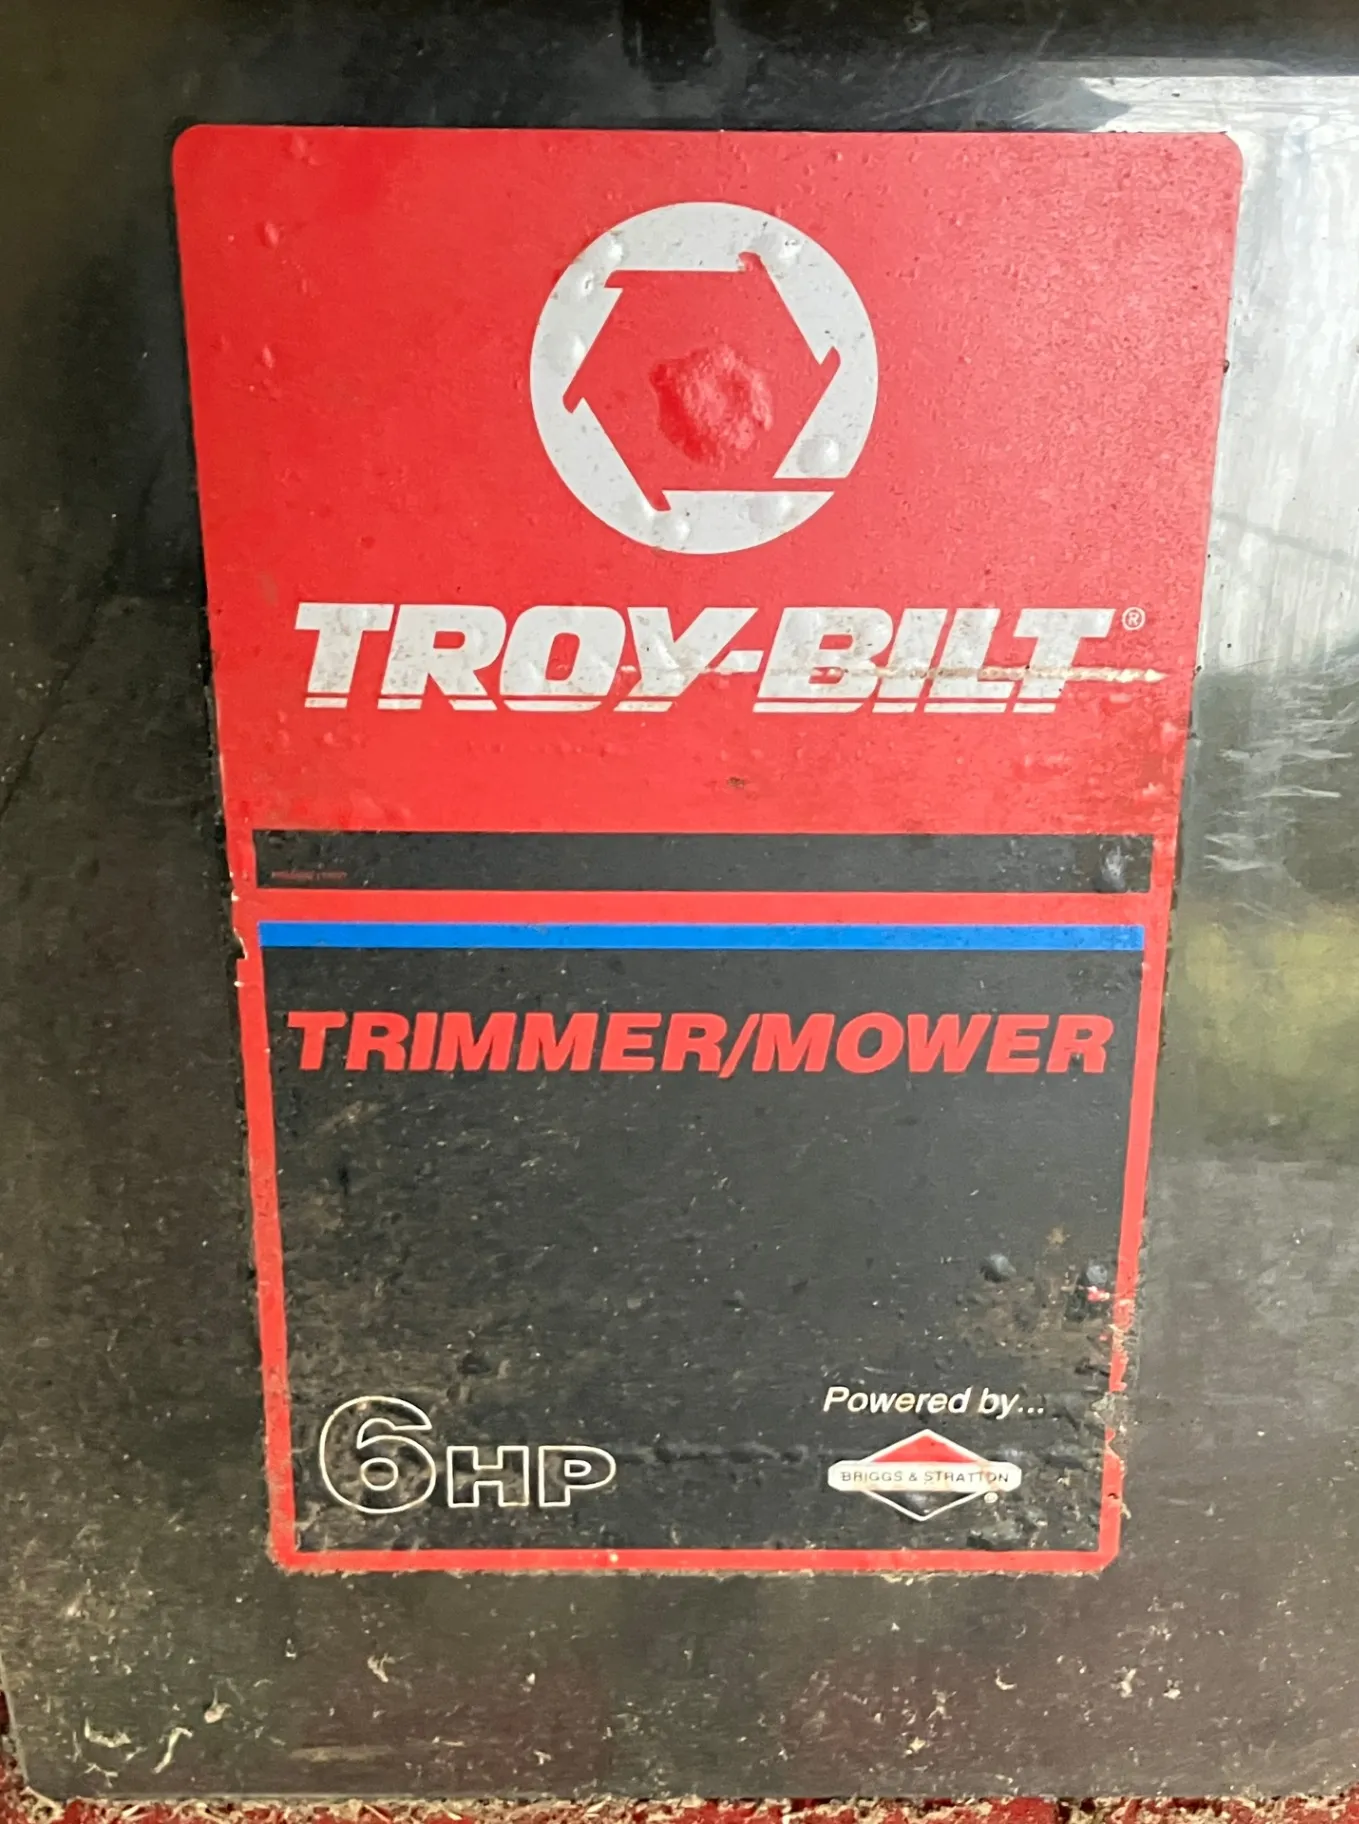 TROY-BILT®
TRIMMER/MOWER
6HP
Powered by...
BRIGGS & STRATTON